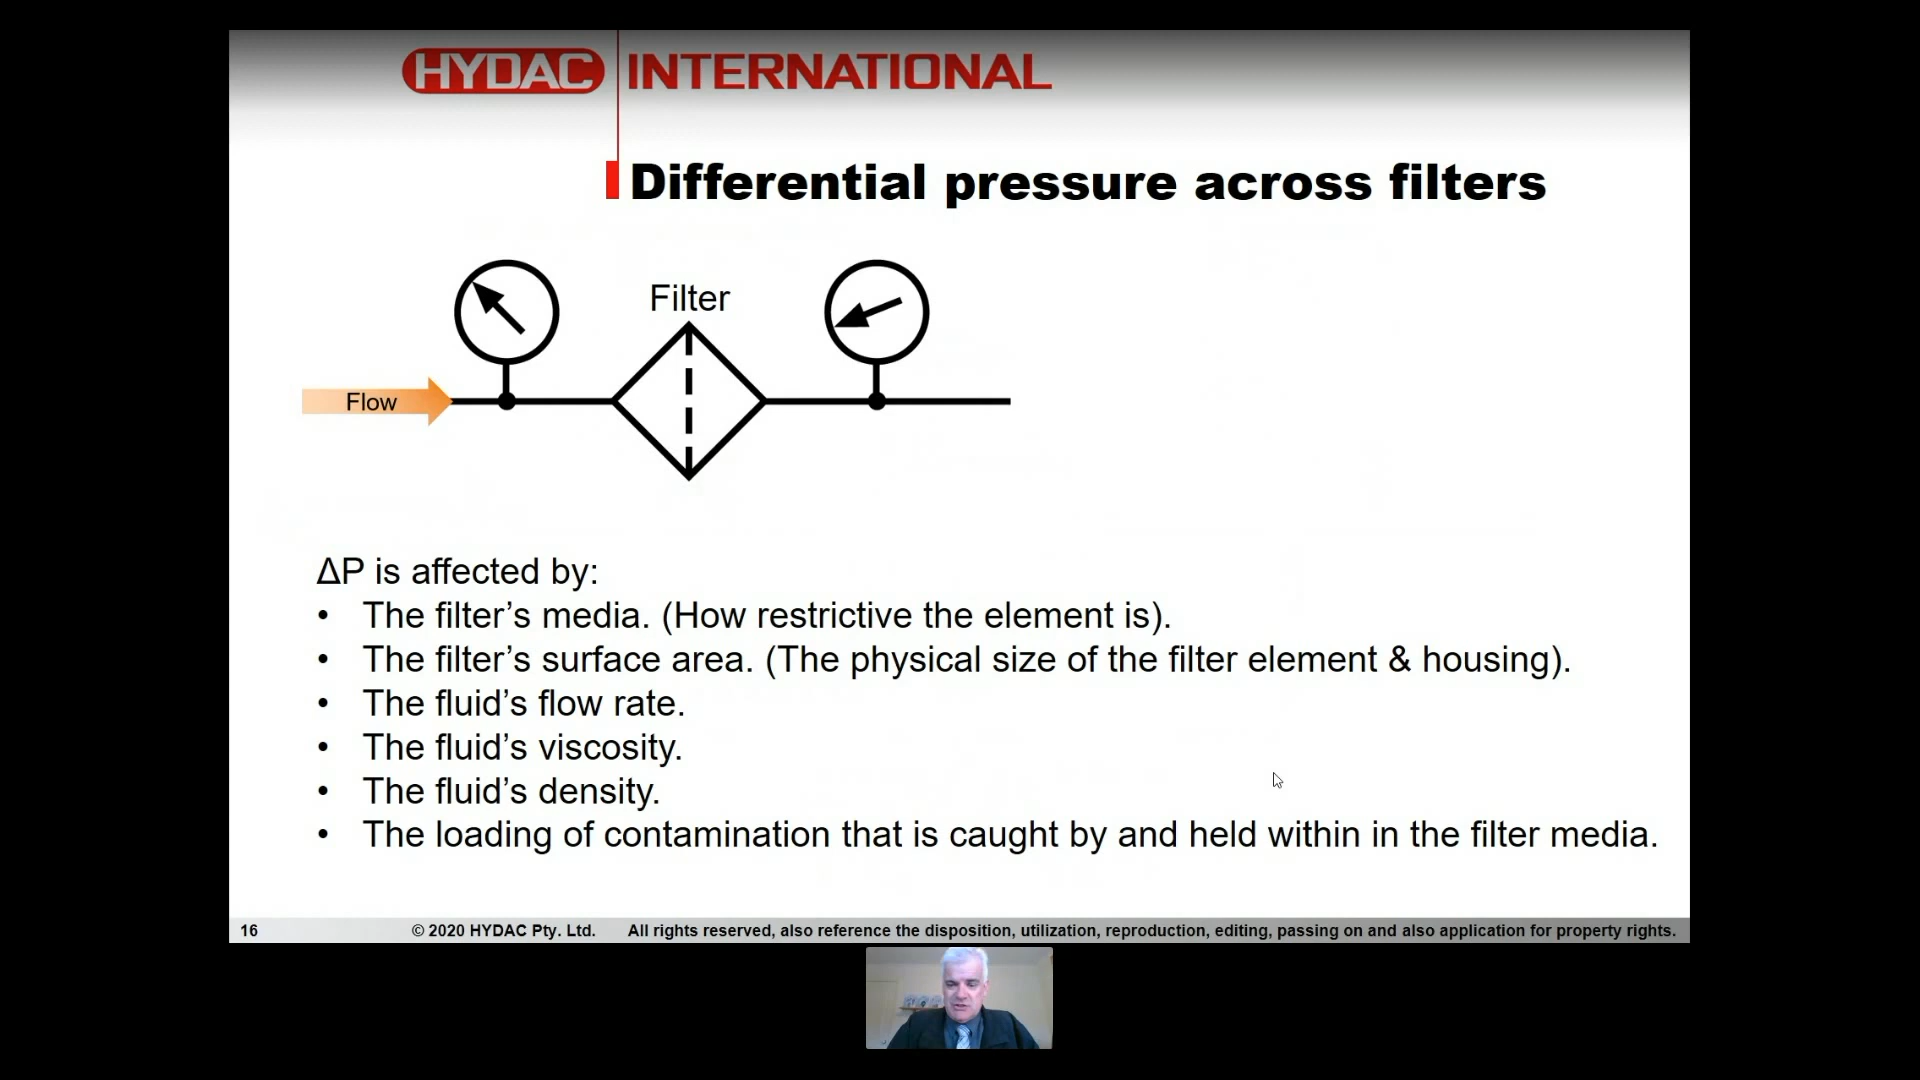 HYDAC INTERNATIONAL
Differential pressure across filters
Filter
Flow
ΔP is affected by:
• The filter’s media. (How restrictive the element is).
• The filter’s surface area. (The physical size of the filter element & housing).
• The fluid’s flow rate.
• The fluid’s viscosity.
• The fluid’s density.
• The loading of contamination that is caught by and held within in the filter media.
16 © 2020 HYDAC Pty. Ltd. All rights reserved, also reference the disposition, utilization, reproduction, editing, passing on and also application for property rights.